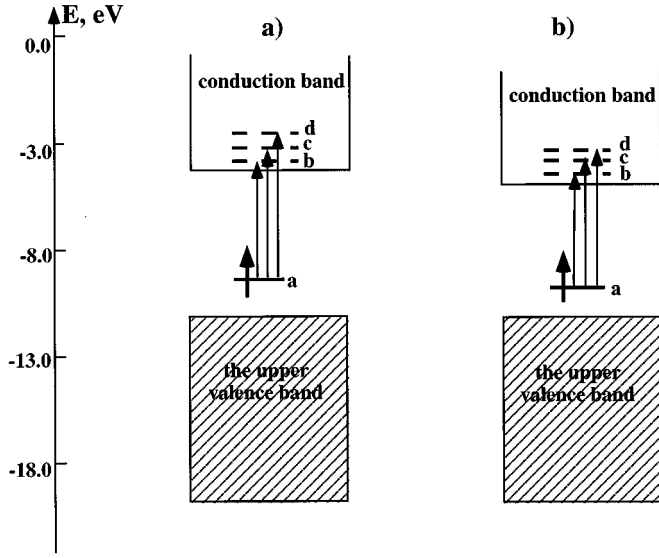 E, eV
a)
b)
0.0
-3.0
-8.0
-13.0
-18.0
conduction band
d
c
b
a
the upper
valence band
conduction band
d
c
b
a
the upper
valence band